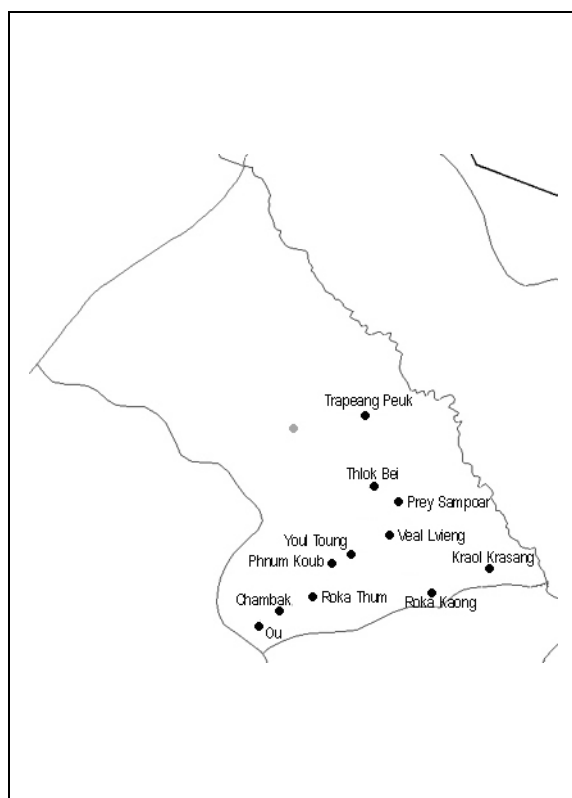 Trapeang Peuk
Thlok Bei
Prey Sampoar
Veal Lvieng
Youl Toung
Phnum Koub
Kraol Krasang
Chambak
Roka Thum
Roka Kaong
Ou